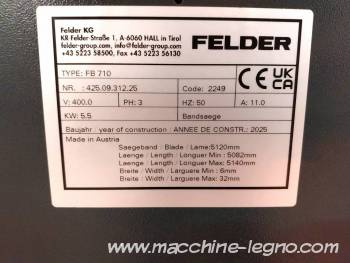 Felder KG
KR Felder-Straße 1, A-6060 HALL in Tirol
felder-group.com, info@felder-group.com
+43 5223 58500, Fax +43 5223 56130
FELDER
TYPE: FB 710
NR. : 425.09.312.25 Code: 2249
V: 400.0 PH: 3 HZ: 50 A: 11.0
KW: 5.5 Bandsaege
CE UK CA
Baujahr / year of construction / ANNEE DE CONSTR.: 2025
Made in Austria
Saegeband / Blade / Lame:5120mm
Laenge / Length / Longuer Min: 5082mm
Laenge / Length / Longuer Max: 5140mm
Breite / Width / Larguere Min: 6mm
Breite / Width / Larguere Max: 32mm
www.macchine-legno.com